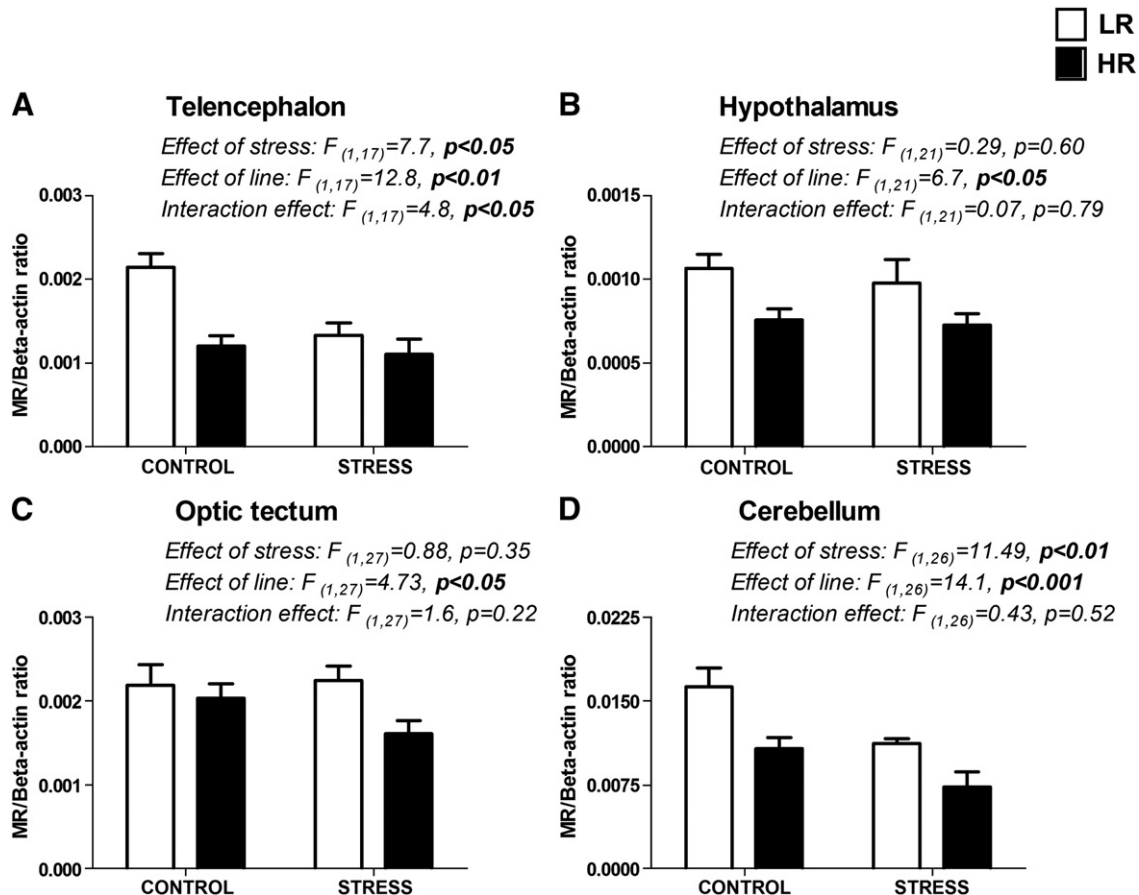 LR
HR
A Telencephalon
Effect of stress: F (1,17)=7.7, p<0.05
Effect of line: F (1,17)=12.8, p<0.01
Interaction effect: F (1,17)=4.8, p<0.05
MR/Beta-actin ratio
0.003
0.002
0.001
0.000
CONTROL STRESS
B Hypothalamus
Effect of stress: F (1,21)=0.29, p=0.60
Effect of line: F (1,21)=6.7, p<0.05
Interaction effect: F (1,21)=0.07, p=0.79
MR/Beta-actin ratio
0.0015
0.0010
0.0005
0.0000
CONTROL STRESS
C Optic tectum
Effect of stress: F (1,27)=0.88, p=0.35
Effect of line: F (1,27)=4.73, p<0.05
Interaction effect: F (1,27)=1.6, p=0.22
MR/Beta-actin ratio
0.003
0.002
0.001
0.000
CONTROL STRESS
D Cerebellum
Effect of stress: F (1,26)=11.49, p<0.01
Effect of line: F (1,26)=14.1, p<0.001
Interaction effect: F (1,26)=0.43, p=0.52
MR/Beta-actin ratio
0.0225
0.0150
0.0075
0.0000
CONTROL STRESS